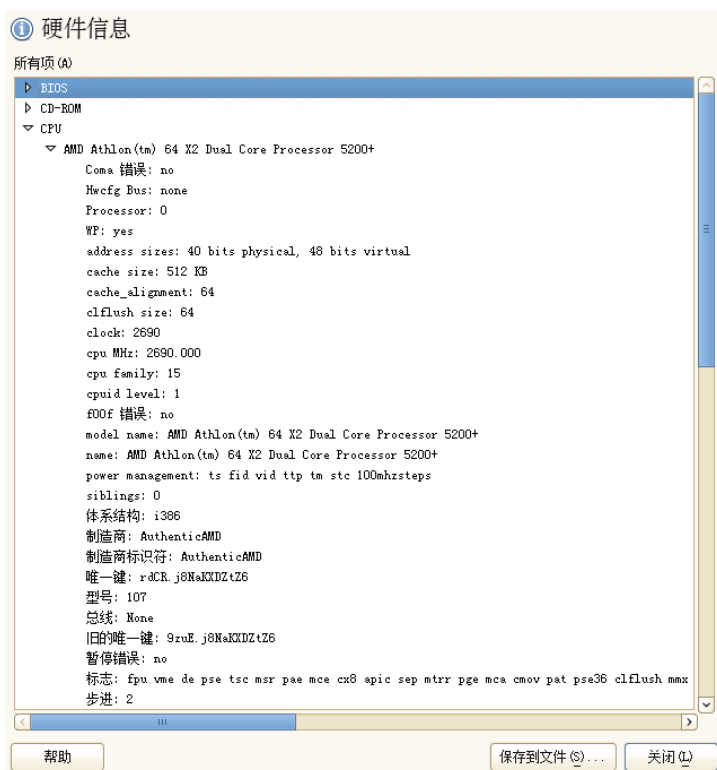 硬件信息
所有项(A)
BIOS
CD-ROM
CPU
AMD Athlon(tm) 64 X2 Dual Core Processor 5200+
Coma 错误: no
Hwcfg Bus: none
Processor: 0
WP: yes
address sizes: 40 bits physical, 48 bits virtual
cache size: 512 KB
cache_alignment: 64
clflush size: 64
clock: 2690
cpu MHz: 2690.000
cpu family: 15
cpuid level: 1
f00f 错误: no
model name: AMD Athlon(tm) 64 X2 Dual Core Processor 5200+
name: AMD Athlon(tm) 64 X2 Dual Core Processor 5200+
power management: ts fid vid ttp tm stc 100mhzsteps
siblings: 0
体系结构: i386
制造商: AuthenticAMD
制造商标识符: AuthenticAMD
唯一键: rdCR.j8NaKXDZtZ6
型号: 107
总线: None
旧的唯一键: 9zuE.j8NaKXDZtZ6
暂停错误: no
标志: fpu vme de pse tsc msr pae mce cx8 apic sep mtrr pge mca cmov pat pse36 clflush mmx
步进: 2
帮助 保存到文件(S)... 关闭(L)